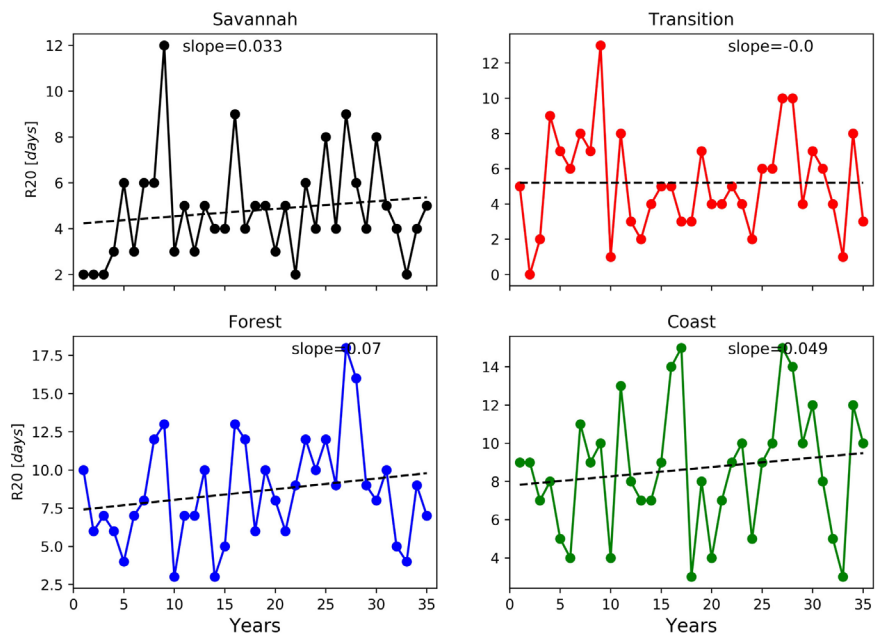 Savannah
slope=0.033
12
10
8
6
4
2
R20 [days]
Transition
slope=-0.0
12
10
8
6
4
2
0
Forest
slope=0.07
17.5
15.0
12.5
10.0
7.5
5.0
2.5
R20 [days]
0 5 10 15 20 25 30 35
Years
Coast
slope=0.049
14
12
10
8
6
4
0 5 10 15 20 25 30 35
Years